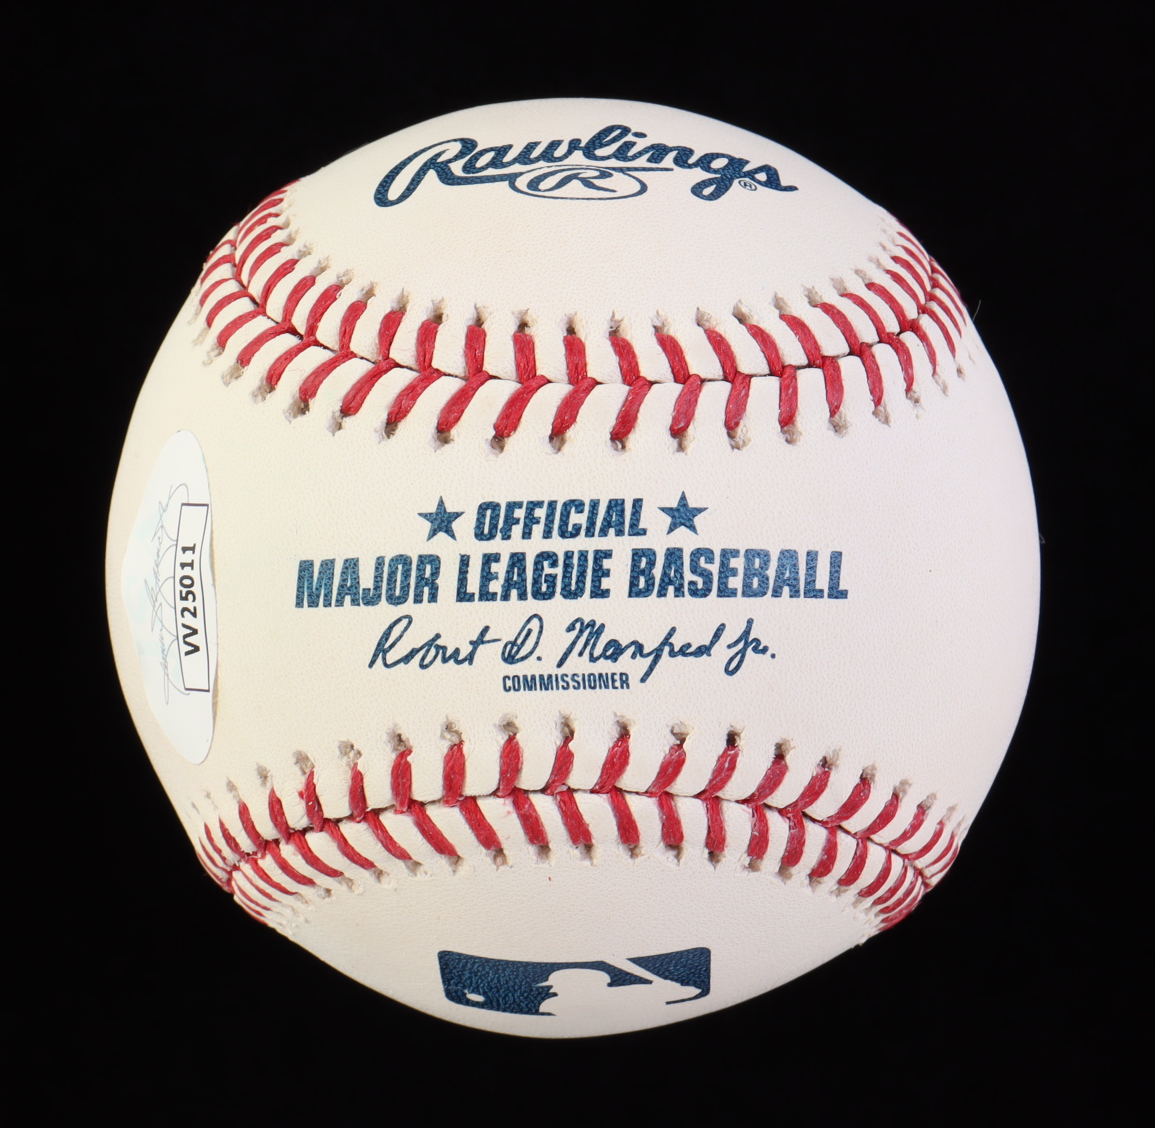 Rawlings®
R
★ OFFICIAL ★
MAJOR LEAGUE BASEBALL
Robert D. Manfred Jr.
COMMISSIONER
VV25011